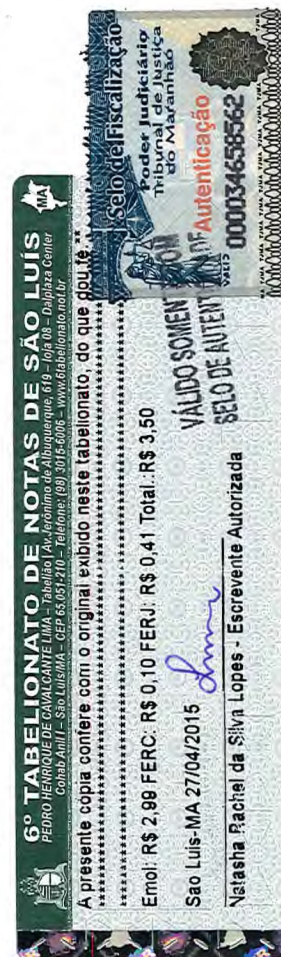 6º TABELIONATO DE NOTAS DE SÃO LUÍS
PEDRO HENRIQUE DE CAVALCANTE LIMA - Tabelião | Av. Jerônimo de Albuquerque, 619 - loja 08 - Dalplaza Center
Cohab Anil I - São Luís/MA - CEP 65.051-210 - Telefone: (98) 3015-6006 - www.6tabelionato.not.br
A presente copia confere com o original exibido neste tabelionato, do que dou fé.**
Emol: R$ 2,99 FERC: R$ 0,10 FERJ: R$ 0,41 Total.:R$ 3,50
Sao Luis-MA 27/04/2015
Natasha Rachel da Silva Lopes - Escrevente Autorizada
VÁLIDO SOMENTE COM
SELO DE AUTENT
Selo de Fiscalização
Poder Judiciário
Tribunal de Justiça
do Maranhão
Autenticação
000034658562